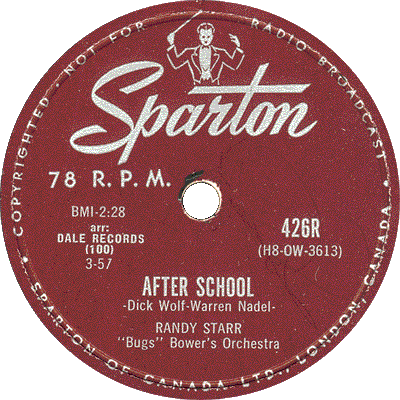 COPYRIGHTED NOT FOR RADIO BROADCAST
Sparton
78 R. P. M.
BMI-2:28
arr:
DALE RECORDS
(100)
3-57
426R
(H8-OW-3613)
AFTER SCHOOL
-Dick Wolf-Warren Nadel-
RANDY STARR
"Bugs" Bower's Orchestra
SPARTON OF CANADA LTD., LONDON, CANADA